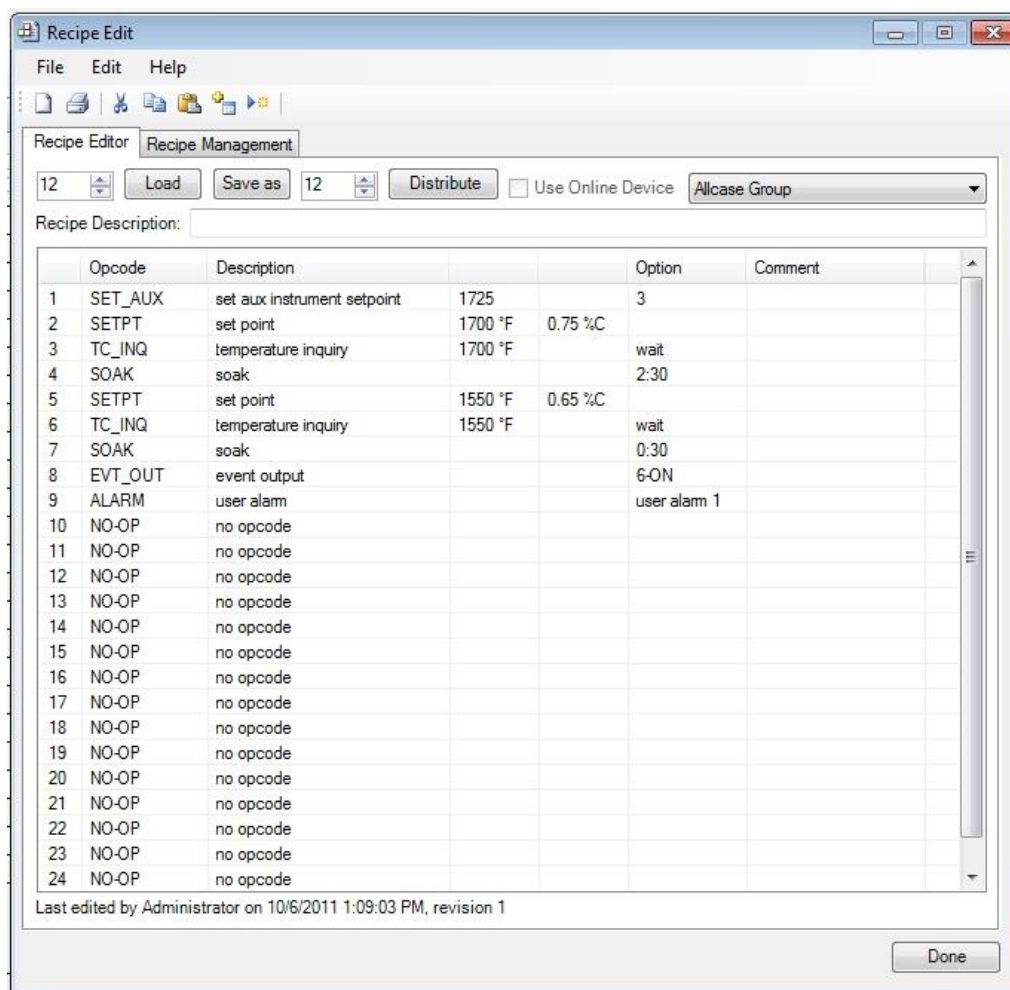 Recipe Edit
File Edit Help
Recipe Editor Recipe Management
12 Load Save as 12 Distribute Use Online Device Allcase Group
Recipe Description:
Opcode Description Option Comment
1 SET_AUX set aux instrument setpoint 1725 3
2 SETPT set point 1700 °F 0.75 %C
3 TC_INQ temperature inquiry 1700 °F wait
4 SOAK soak 2:30
5 SETPT set point 1550 °F 0.65 %C
6 TC_INQ temperature inquiry 1550 °F wait
7 SOAK soak 0:30
8 EVT_OUT event output 6-ON
9 ALARM user alarm user alarm 1
10 NO-OP no opcode
11 NO-OP no opcode
12 NO-OP no opcode
13 NO-OP no opcode
14 NO-OP no opcode
15 NO-OP no opcode
16 NO-OP no opcode
17 NO-OP no opcode
18 NO-OP no opcode
19 NO-OP no opcode
20 NO-OP no opcode
21 NO-OP no opcode
22 NO-OP no opcode
23 NO-OP no opcode
24 NO-OP no opcode
Last edited by Administrator on 10/6/2011 1:09:03 PM, revision 1
Done